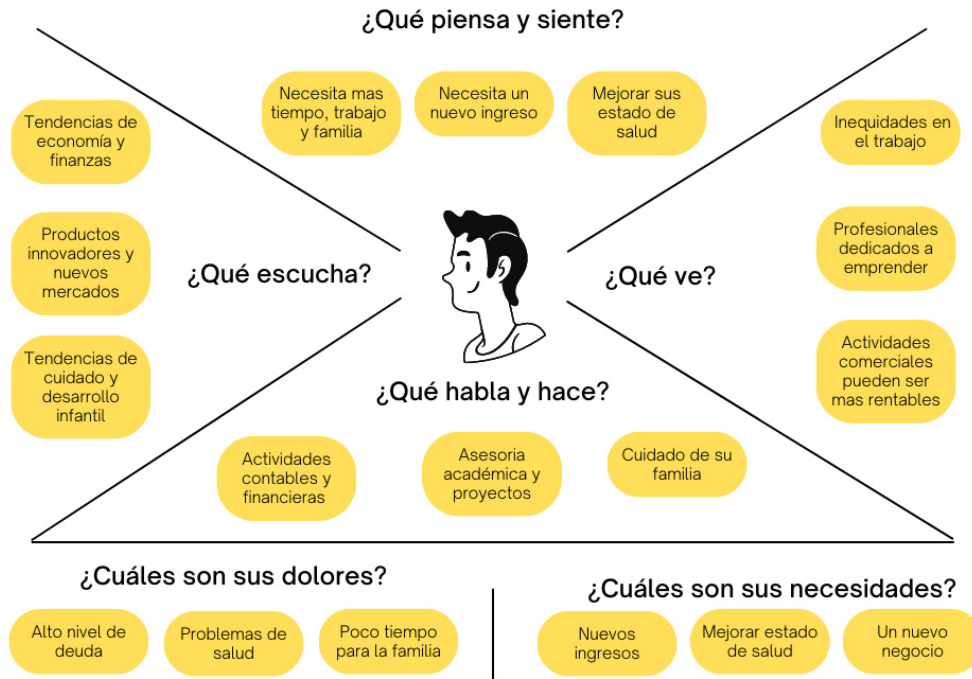 ¿Qué piensa y siente?
Necesita mas
tiempo, trabajo
y familia
Necesita un
nuevo ingreso
Mejorar sus
estado de
salud
Tendencias de
economía y
finanzas
Productos
innovadores y
nuevos
mercados
Tendencias de
cuidado y
desarrollo
infantil
¿Qué escucha?
¿Qué ve?
Inequidades en
el trabajo
Profesionales
dedicados a
emprender
Actividades
comerciales
pueden ser
mas rentables
¿Qué habla y hace?
Actividades
contables y
financieras
Asesoria
académica y
proyectos
Cuidado de su
familia
¿Cuáles son sus dolores?
Alto nivel de
deuda
Problemas de
salud
Poco tiempo
para la familia
¿Cuáles son sus necesidades?
Nuevos
ingresos
Mejorar estado
de salud
Un nuevo
negocio